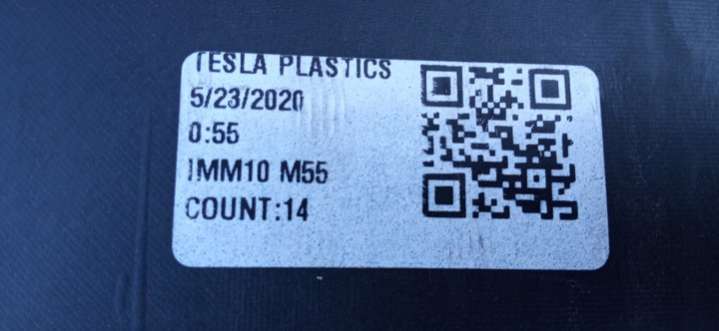 TESLA PLASTICS
5/23/2020
0:55
IMM10 M55
COUNT:14